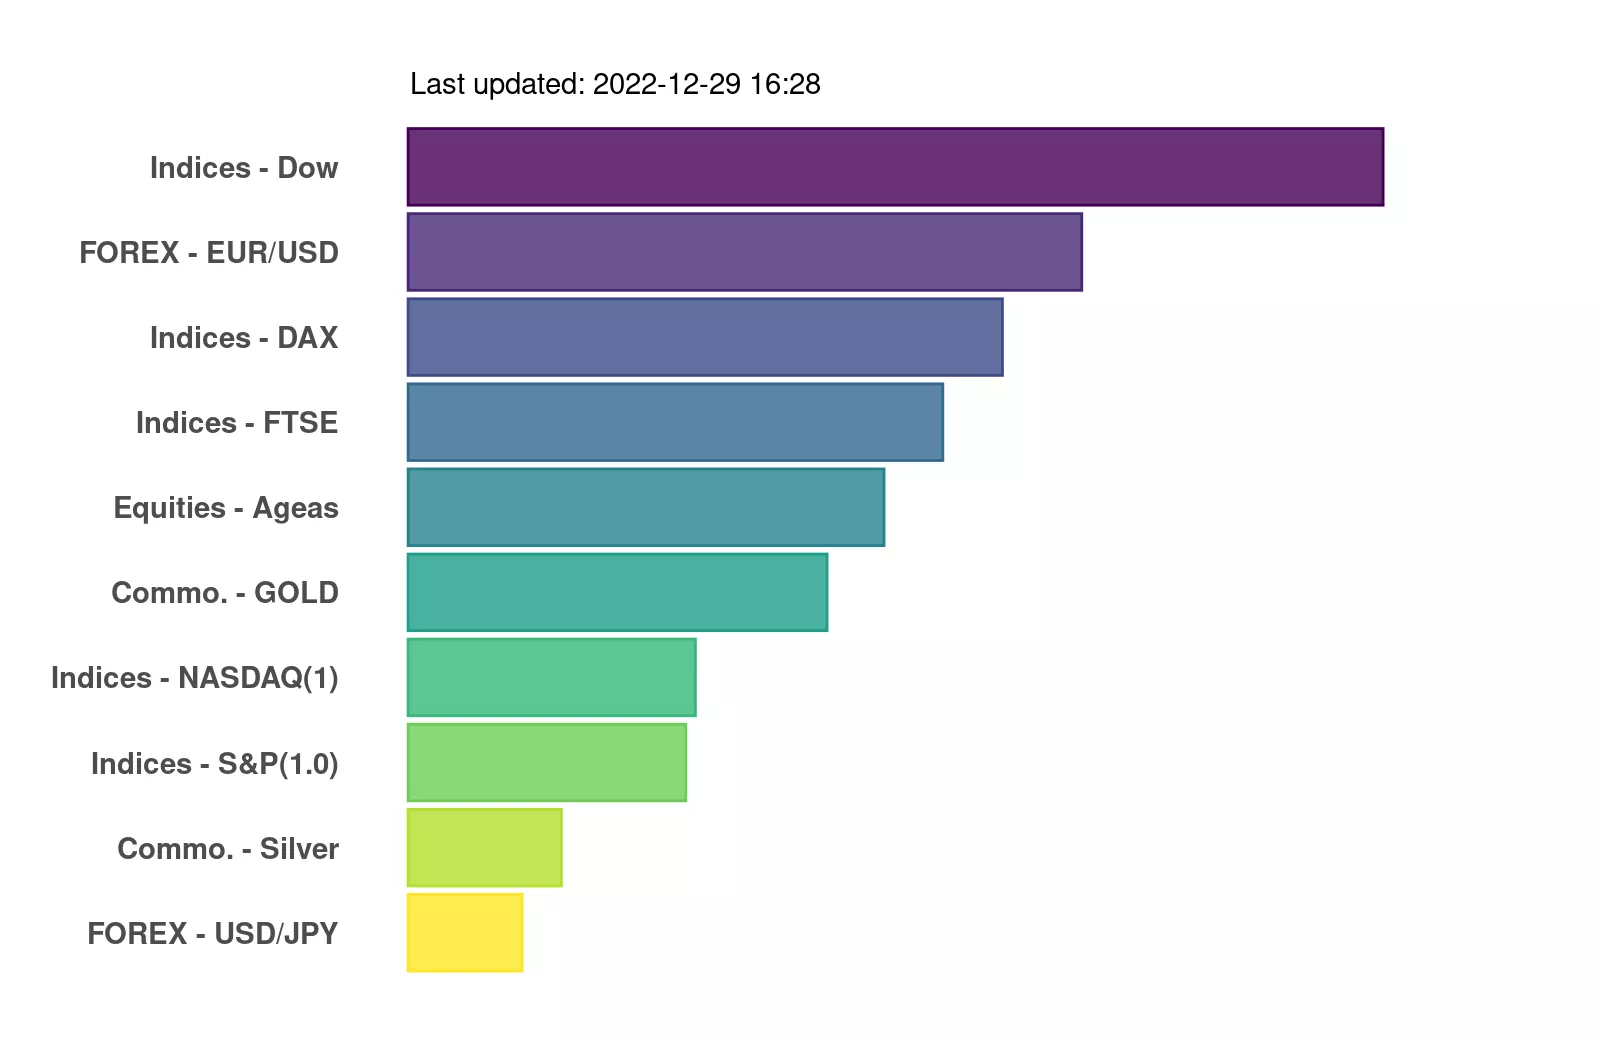 Last updated: 2022-12-29 16:28
Indices - Dow
FOREX - EUR/USD
Indices - DAX
Indices - FTSE
Equities - Ageas
Commo. - GOLD
Indices - NASDAQ(1)
Indices - S&P(1.0)
Commo. - Silver
FOREX - USD/JPY